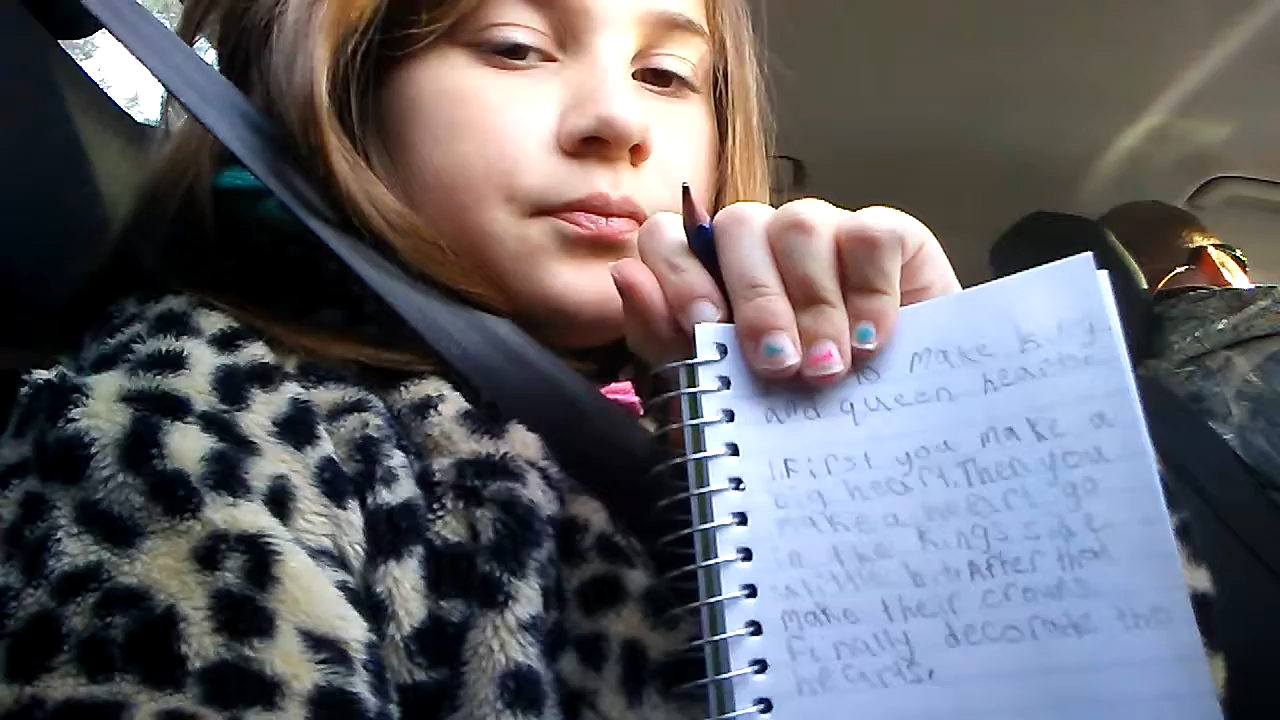 to make king
and queen hearts
1. First you make a
big heart. Then you
make a heart go
in the kings side
a little bit. After that
make their crowns
Finally decorate the
hearts.